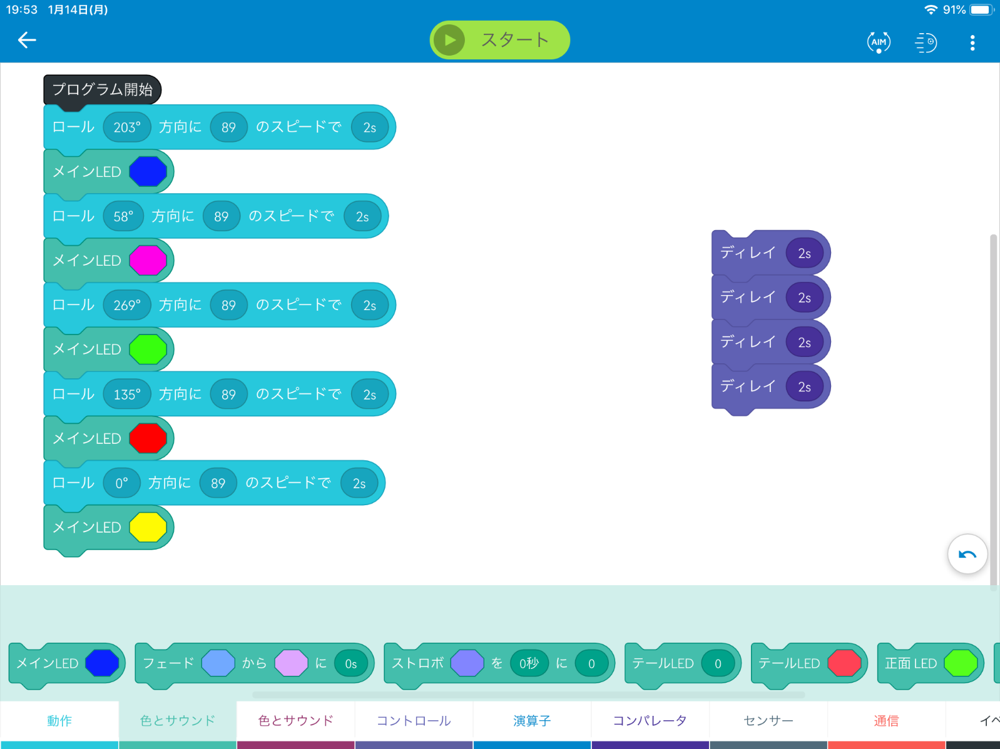 19:53 1月14日(月) 91%
スタート
AIM
プログラム開始
ロール 203° 方向に 89 のスピードで 2s
メインLED
ロール 58° 方向に 89 のスピードで 2s
メインLED
ロール 269° 方向に 89 のスピードで 2s
メインLED
ロール 135° 方向に 89 のスピードで 2s
メインLED
ロール 0° 方向に 89 のスピードで 2s
メインLED
ディレイ 2s
ディレイ 2s
ディレイ 2s
ディレイ 2s
メインLED フェード から に 0s ストロボ を 0秒 に 0 テールLED 0 テールLED 正面 LED
動作 色とサウンド 色とサウンド コントロール 演算子 コンパレータ センサー 通信 イベ